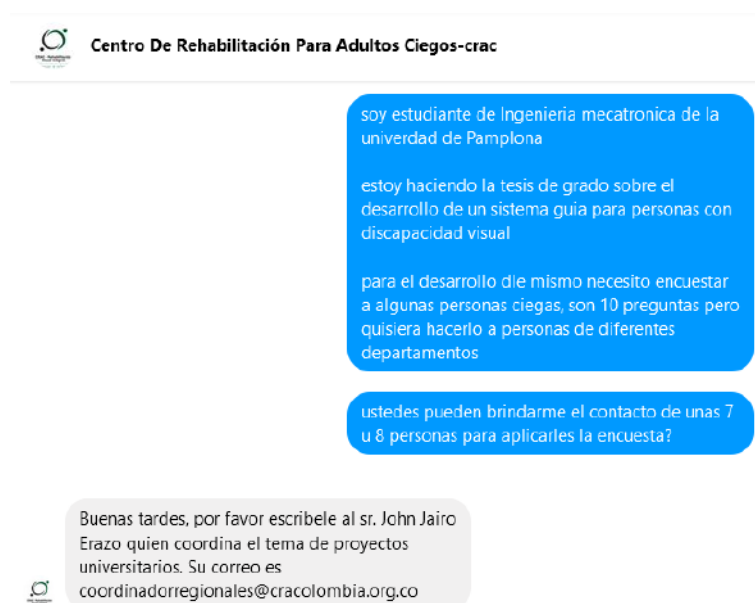 Centro De Rehabilitación Para Adultos Ciegos-crac
soy estudiante de Ingenieria mecatronica de la
univerdad de Pamplona
estoy haciendo la tesis de grado sobre el
desarrollo de un sistema guia para personas con
discapacidad visual
para el desarrollo dle mismo necesito encuestar
a algunas personas ciegas, son 10 preguntas pero
quisiera hacerlo a personas de diferentes
departamentos
ustedes pueden brindarme el contacto de unas 7
u 8 personas para aplicarles la encuesta?
Buenas tardes, por favor escribele al sr. John Jairo
Erazo quien coordina el tema de proyectos
universitarios. Su correo es
coordinadorregionales@cracolombia.org.co